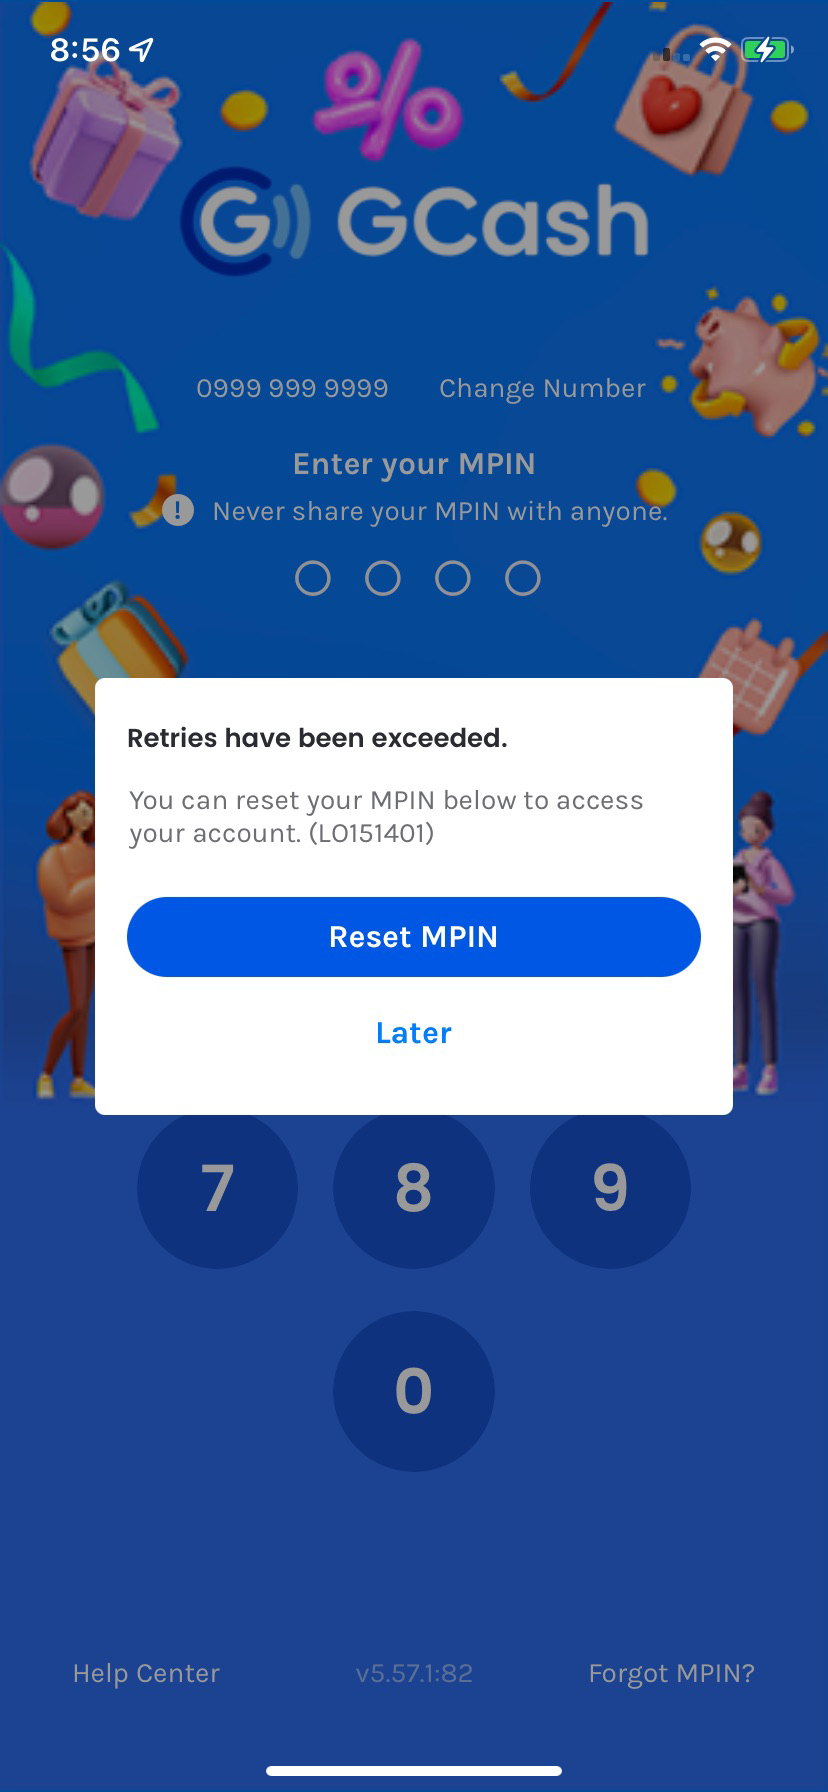 8:56
GCash
0999 999 9999 Change Number
Enter your MPIN
! Never share your MPIN with anyone.
Retries have been exceeded.
You can reset your MPIN below to access
your account. (LO151401)
Reset MPIN
Later
7 8 9
0
Help Center v5.57.1:82 Forgot MPIN?